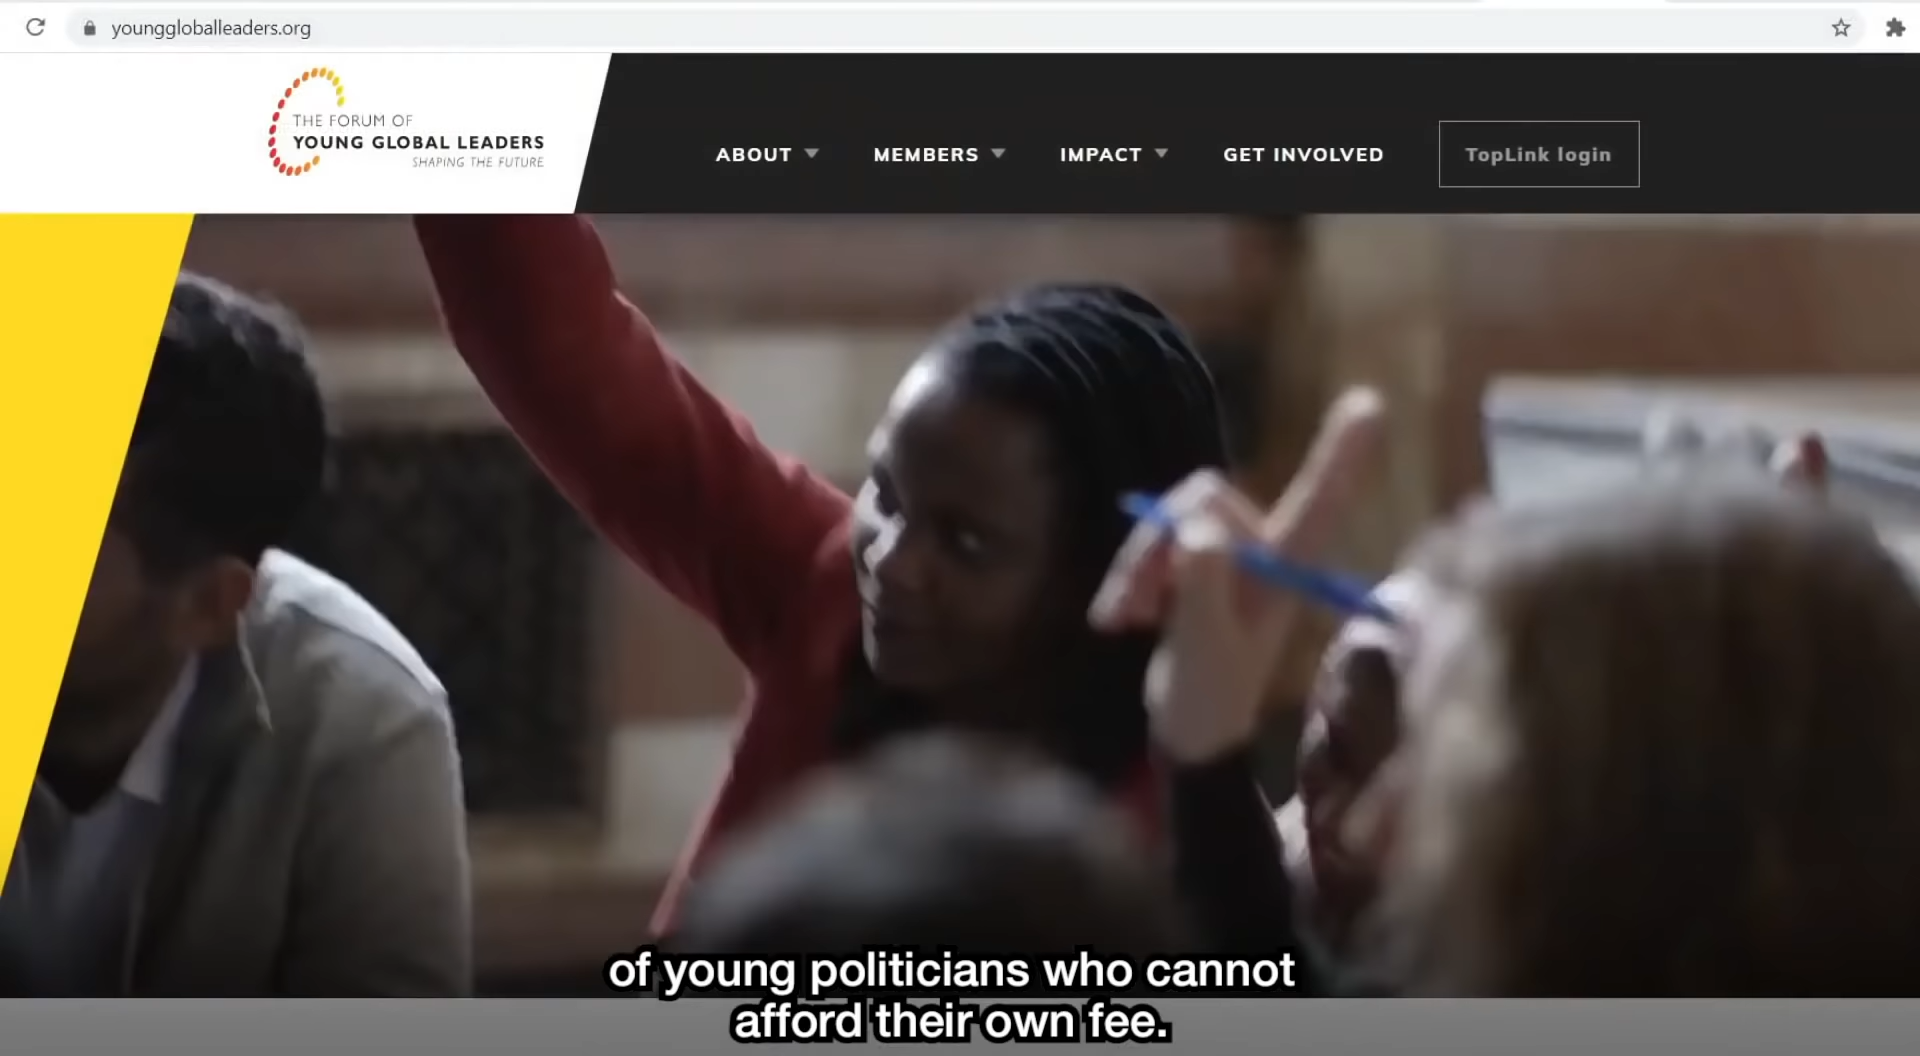 younggloballeaders.org
THE FORUM OF
YOUNG GLOBAL LEADERS
SHAPING THE FUTURE
ABOUT
MEMBERS
IMPACT
GET INVOLVED
TopLink login
of young politicians who cannot
afford their own fee.